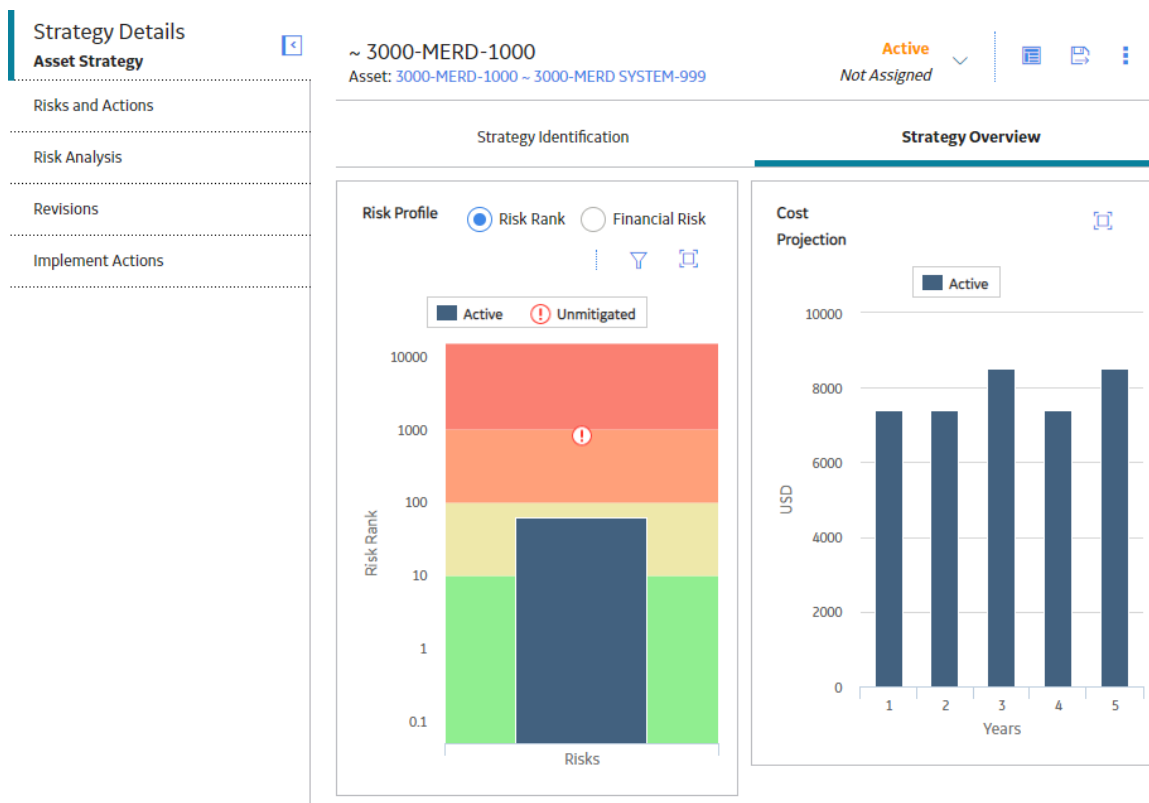 Strategy Details
Asset Strategy
Risks and Actions
Risk Analysis
Revisions
Implement Actions
~ 3000-MERD-1000
Asset: 3000-MERD-1000 ~ 3000-MERD SYSTEM-999
Active
Not Assigned
Strategy Identification
Strategy Overview
Risk Profile
Risk Rank
Financial Risk
Active
Unmitigated
10000
1000
100
10
1
0.1
Risk Rank
Risks
Cost
Projection
Active
10000
8000
6000
4000
2000
0
USD
1 2 3 4 5
Years